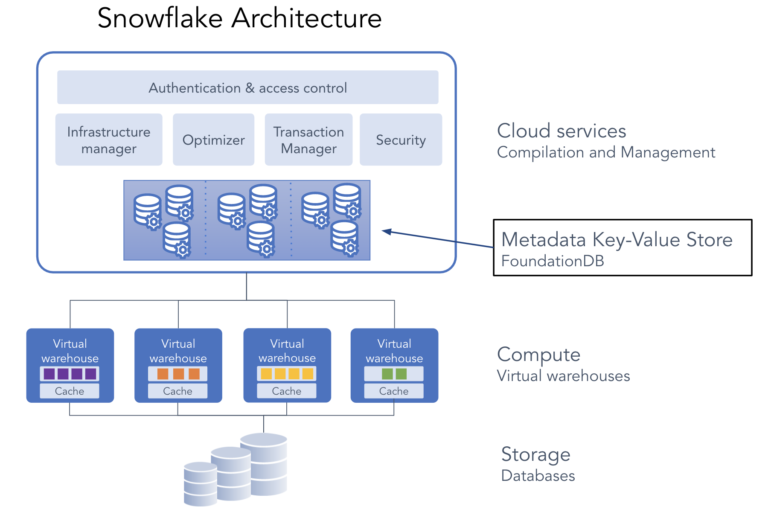 Snowflake Architecture
Authentication & access control
Infrastructure
manager
Optimizer
Transaction
Manager
Security
Cloud services
Compilation and Management
Metadata Key-Value Store
FoundationDB
Virtual
warehouse
Cache
Virtual
warehouse
Cache
Virtual
warehouse
Cache
Virtual
warehouse
Cache
Compute
Virtual warehouses
Storage
Databases